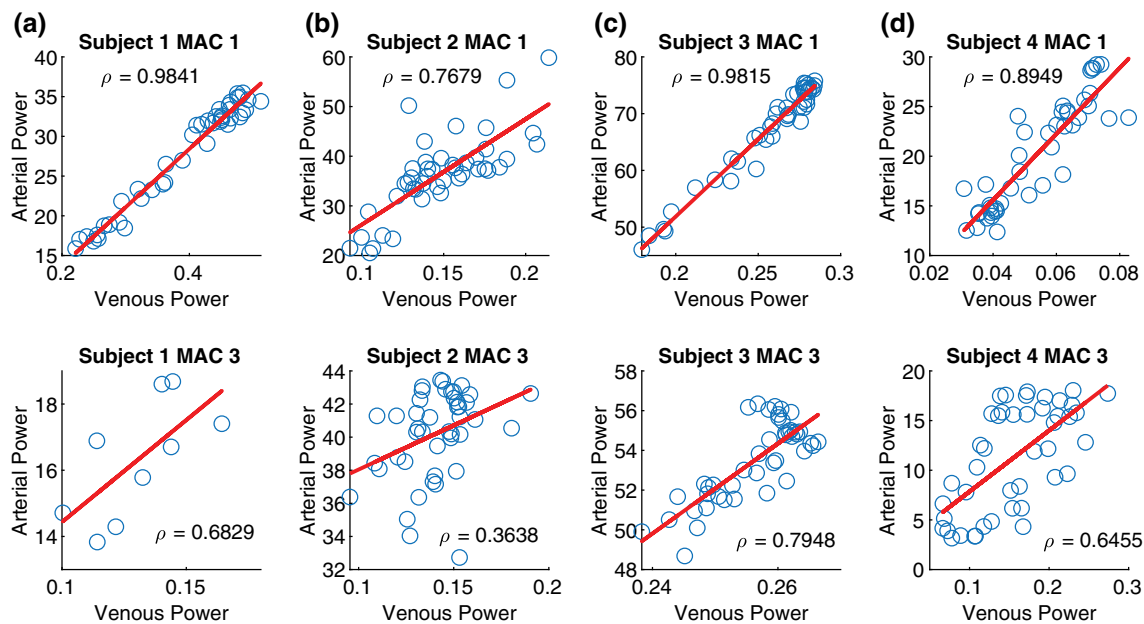 (a) (b) (c) (d)
Subject 1 MAC 1 Subject 2 MAC 1 Subject 3 MAC 1 Subject 4 MAC 1
ρ = 0.9841 ρ = 0.7679 ρ = 0.9815 ρ = 0.8949
Arterial Power Arterial Power Arterial Power Arterial Power
40 35 30 25 20 15
60 50 40 30 20
80 70 60 50
30 25 20 15 10
0.2 0.4
0.1 0.15 0.2
0.2 0.25 0.3
0.02 0.04 0.06 0.08
Venous Power Venous Power Venous Power Venous Power
Subject 1 MAC 3 Subject 2 MAC 3 Subject 3 MAC 3 Subject 4 MAC 3
Arterial Power Arterial Power Arterial Power Arterial Power
18 16 14
44 42 40 38 36 34 32
58 56 54 52 50 48
20 15 10 5 0
ρ = 0.6829 ρ = 0.3638 ρ = 0.7948 ρ = 0.6455
0.1 0.15
0.1 0.15 0.2
0.24 0.26
0.1 0.2 0.3
Venous Power Venous Power Venous Power Venous Power